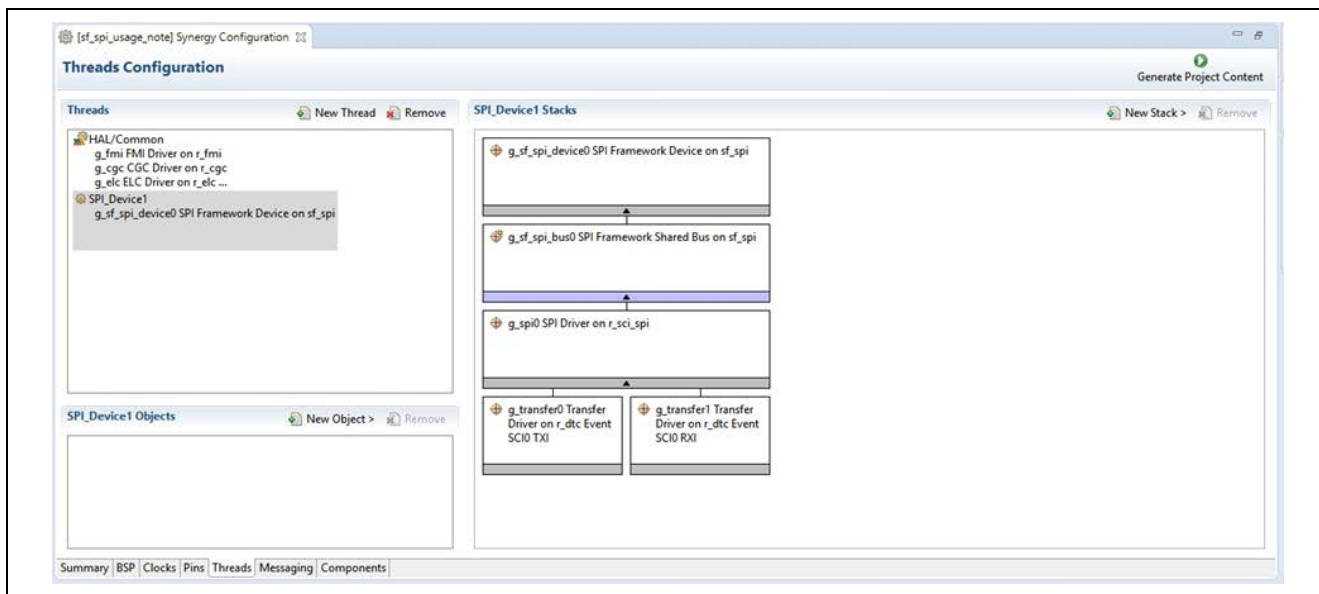 [sf_spi_usage_note] Synergy Configuration
Threads Configuration
Generate Project Content
Threads
New Thread
Remove
HAL/Common
g_fmi FMI Driver on r_fmi
g_cgc CGC Driver on r_cgc
g_elc ELC Driver on r_elc ...
SPI_Device1
g_sf_spi_device0 SPI Framework Device on sf_spi
SPI_Device1 Objects
New Object >
Remove
SPI_Device1 Stacks
New Stack >
Remove
g_sf_spi_device0 SPI Framework Device on sf_spi
g_sf_spi_bus0 SPI Framework Shared Bus on sf_spi
g_spi0 SPI Driver on r_sci_spi
g_transfer0 Transfer
Driver on r_dtc Event
SCI0 TXI
g_transfer1 Transfer
Driver on r_dtc Event
SCI0 RXI
Summary BSP Clocks Pins Threads Messaging Components